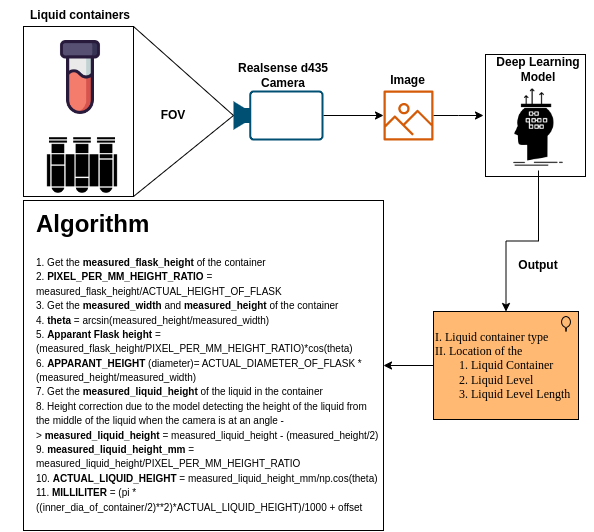 Liquid containers
FOV
Realsense d435
Camera
Image
Deep Learning
Model
Output
I. Liquid container type
II. Location of the
1. Liquid Container
2. Liquid Level
3. Liquid Level Length
Algorithm
1. Get the measured_flask_height of the container
2. PIXEL_PER_MM_HEIGHT_RATIO =
measured_flask_height/ACTUAL_HEIGHT_OF_FLASK
3. Get the measured_width and measured_height of the container
4. theta = arcsin(measured_height/measured_width)
5. Apparant Flask height =
(measured_flask_height/PIXEL_PER_MM_HEIGHT_RATIO)*cos(theta)
6. APPARANT_HEIGHT (diameter)= ACTUAL_DIAMETER_OF_FLASK *
(measured_height/measured_width)
7. Get the measured_liquid_height of the liquid in the container
8. Height correction due to the model detecting the height of the liquid from
the middle of the liquid when the camera is at an angle -
> measured_liquid_height = measured_liquid_height - (measured_height/2)
9. measured_liquid_height_mm =
measured_liquid_height/PIXEL_PER_MM_HEIGHT_RATIO
10. ACTUAL_LIQUID_HEIGHT = measured_liquid_height_mm/np.cos(theta)
11. MILLILITER = (pi *
((inner_dia_of_container/2)**2)*ACTUAL_LIQUID_HEIGHT)/1000 + offset